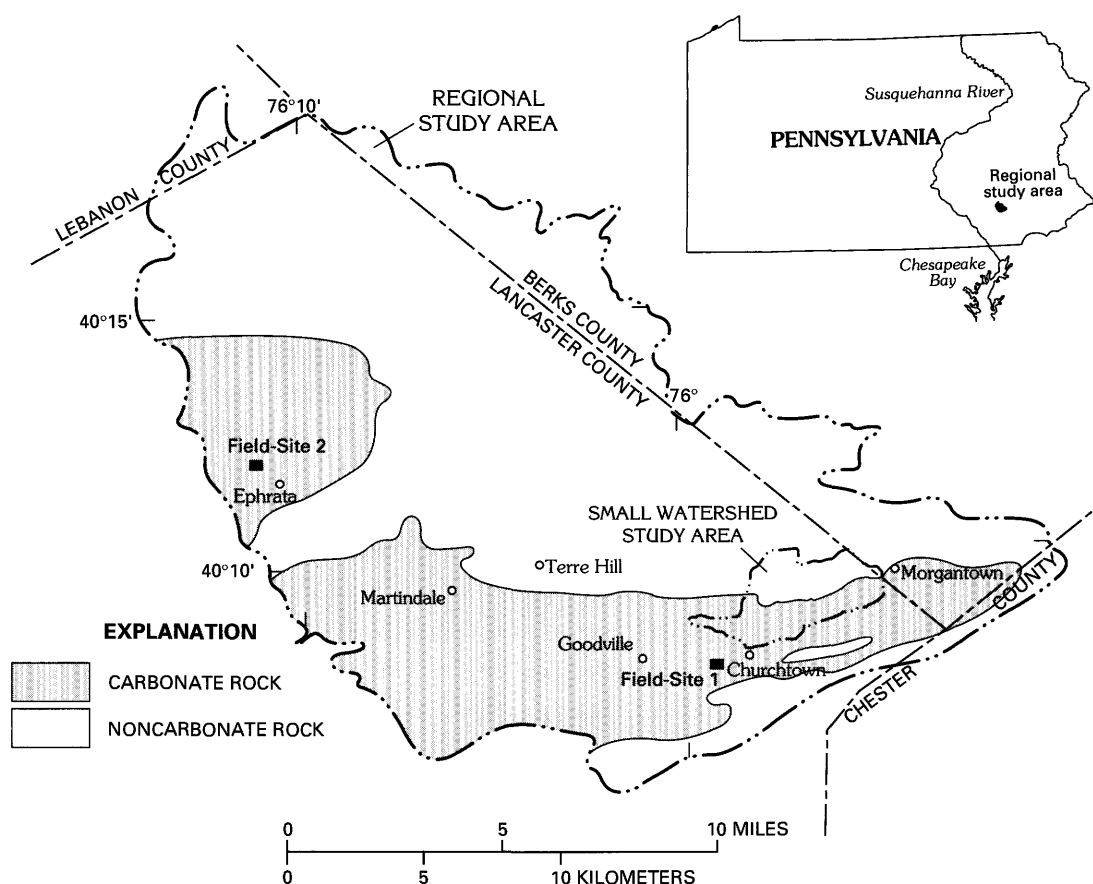 76°10'
REGIONAL
STUDY AREA
LEBANON COUNTY
Susquehanna River
PENNSYLVANIA
Regional
study area
Chesapeake
Bay
BERKS COUNTY
LANCASTER COUNTY
40°15'
76°
Field-Site 2
Ephrata
SMALL WATERSHED
STUDY AREA
40°10'
Terre Hill
Morgantown
Martindale
Goodville
Field-Site 1
Churchtown
CHESTER COUNTY
EXPLANATION
CARBONATE ROCK
NONCARBONATE ROCK
0 5 10 MILES
0 5 10 KILOMETERS